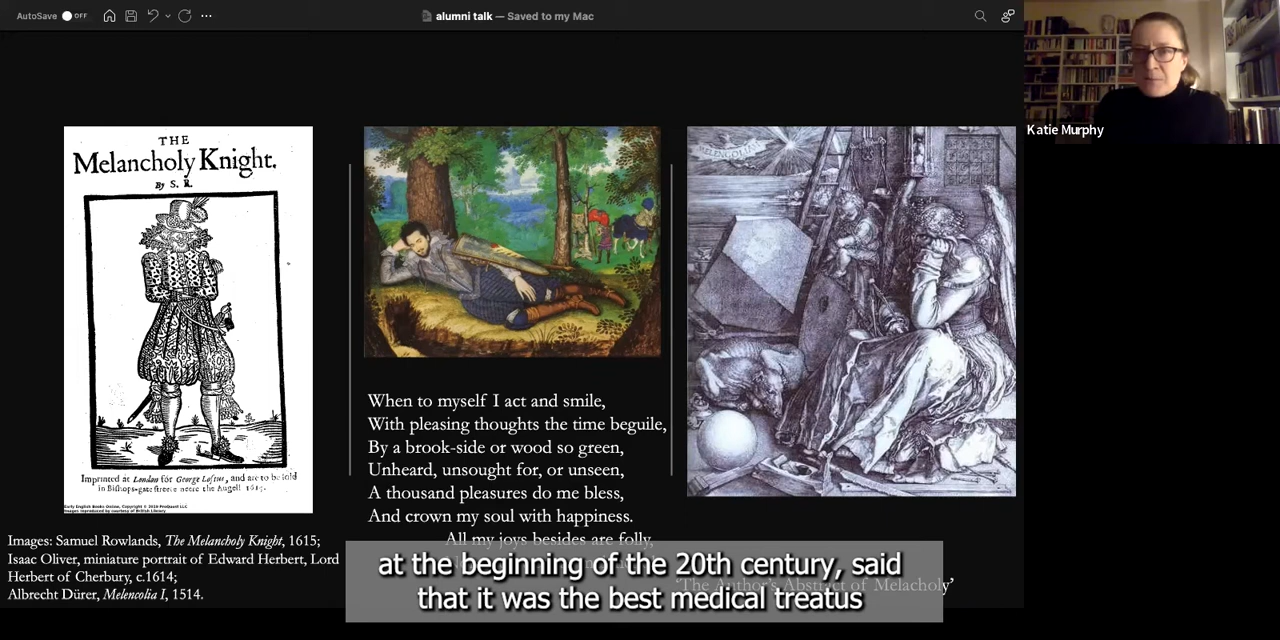 AutoSave OFF
alumni talk — Saved to my Mac
Katie Murphy
THE
Melancholy Knight.
By S. R.
Imprinted at London for George Loftus, and are to be sold
in Bishops-gate streete neere the Angell. 1615.
Early English Books Online, Copyright © 2019 ProQuest LLC
Images reproduced by courtesy of British Library
MELENCOLIA I
When to myself I act and smile,
With pleasing thoughts the time beguile,
By a brook-side or wood so green,
Unheard, unsought for, or unseen,
A thousand pleasures do me bless,
And crown my soul with happiness.
All my joys besides are folly,
'The Author's Abstract of Melacholy'
Images: Samuel Rowlands, The Melancholy Knight, 1615;
Isaac Oliver, miniature portrait of Edward Herbert, Lord
Herbert of Cherbury, c.1614;
Albrecht Dürer, Melencolia I, 1514.
at the beginning of the 20th century, said
that it was the best medical treatus